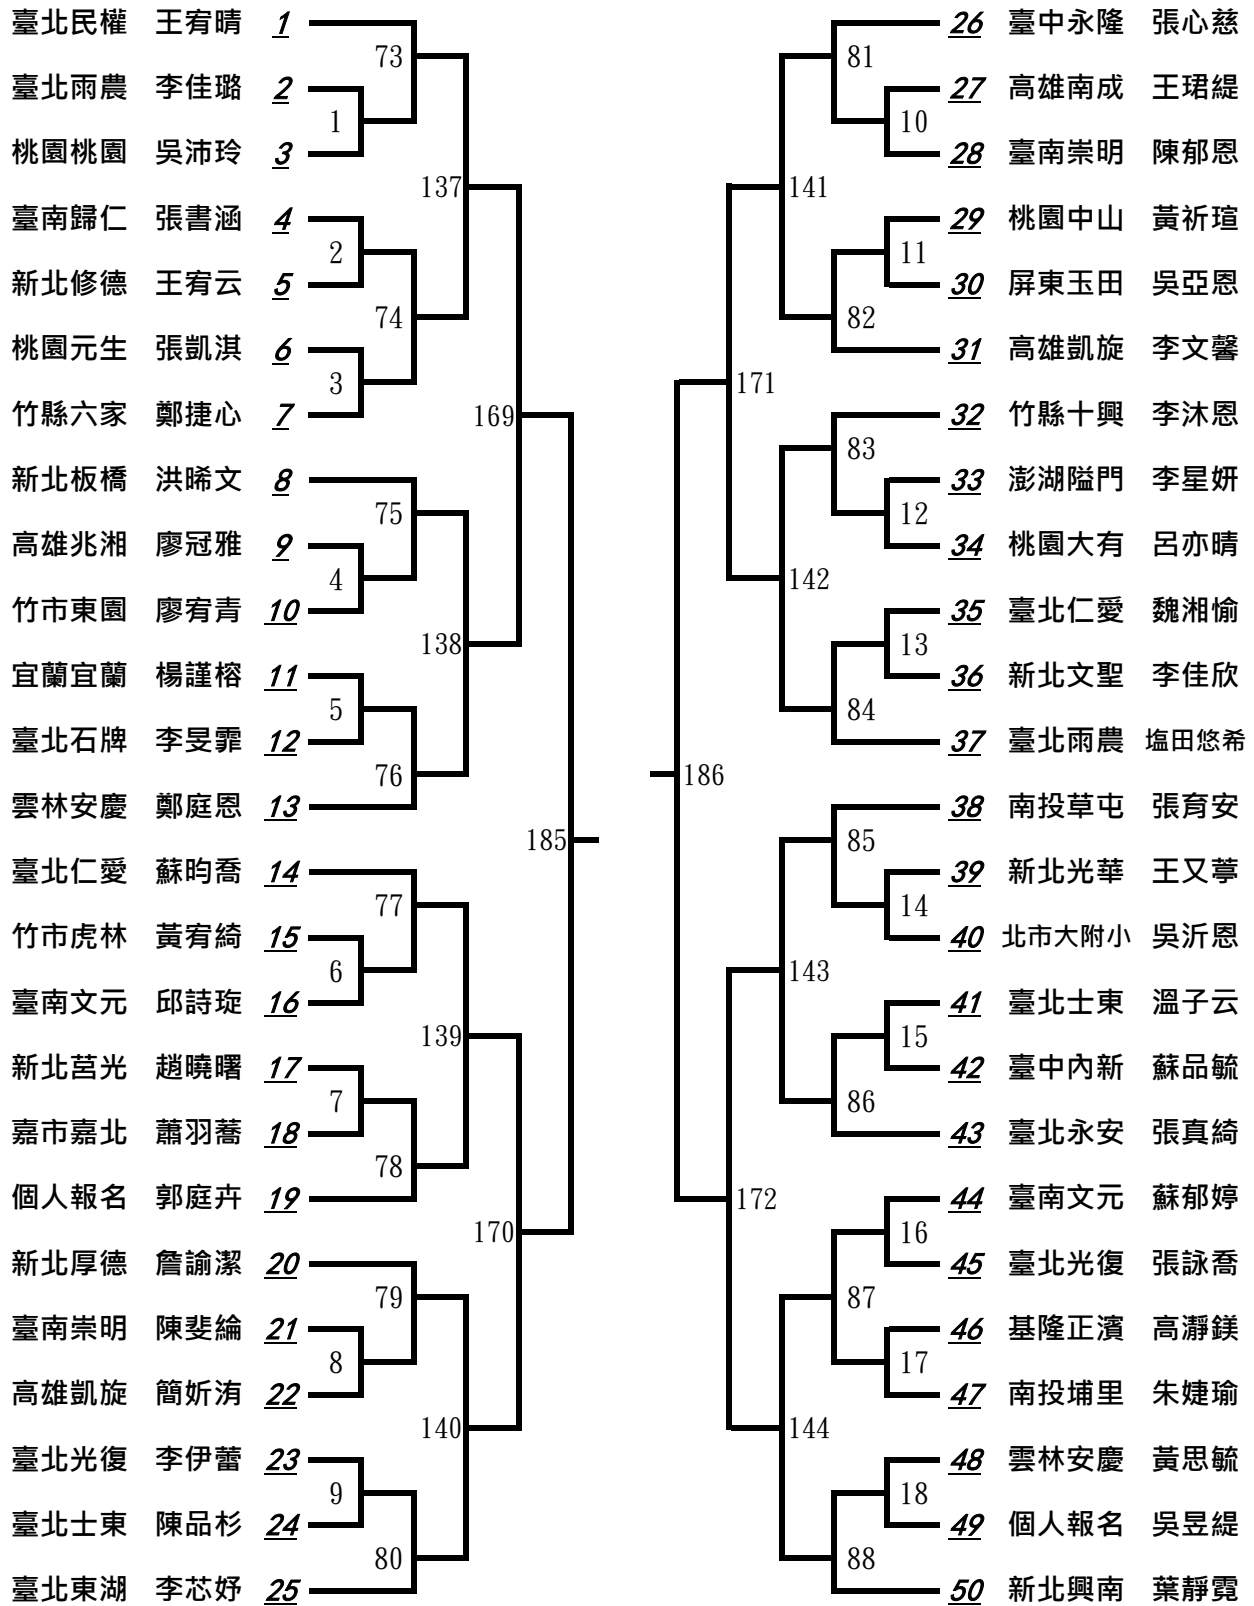 臺北民權 王宥晴 1
73
臺北雨農 李佳璐 2
1
桃園桃園 吳沛玲 3
137
臺南歸仁 張書涵 4
2
新北修德 王宥云 5
74
桃園元生 張凱淇 6
3
竹縣六家 鄭捷心 7
169
新北板橋 洪晞文 8
75
高雄兆湘 廖冠雅 9
4
竹市東園 廖宥青 10
138
宜蘭宜蘭 楊謹榕 11
5
臺北石牌 李旻霏 12
76
雲林安慶 鄭庭恩 13
185
臺北仁愛 蘇昀喬 14
77
竹市虎林 黃宥綺 15
6
臺南文元 邱詩琁 16
139
新北莒光 趙曉曙 17
7
嘉市嘉北 蕭羽蕎 18
78
個人報名 郭庭卉 19
170
新北厚德 詹諭潔 20
79
臺南崇明 陳斐綸 21
8
高雄凱旋 簡妡洧 22
140
臺北光復 李伊蕾 23
9
臺北士東 陳品杉 24
80
臺北東湖 李芯妤 25
26 臺中永隆 張心慈
81
27 高雄南成 王珺緹
10
28 臺南崇明 陳郁恩
141
29 桃園中山 黃祈瑄
11
30 屏東玉田 吳亞恩
82
31 高雄凱旋 李文馨
171
32 竹縣十興 李沐恩
83
33 澎湖隘門 李星妍
12
34 桃園大有 呂亦晴
142
35 臺北仁愛 魏湘愉
13
36 新北文聖 李佳欣
84
37 臺北雨農 塩田悠希
186
38 南投草屯 張育安
85
39 新北光華 王又葶
14
40 北市大附小 吳沂恩
143
41 臺北士東 溫子云
15
42 臺中內新 蘇品毓
86
43 臺北永安 張真綺
172
44 臺南文元 蘇郁婷
16
45 臺北光復 張詠喬
87
46 基隆正濱 高瀞鎂
17
47 南投埔里 朱婕瑜
144
48 雲林安慶 黃思毓
18
49 個人報名 吳昱緹
88
50 新北興南 葉靜霓